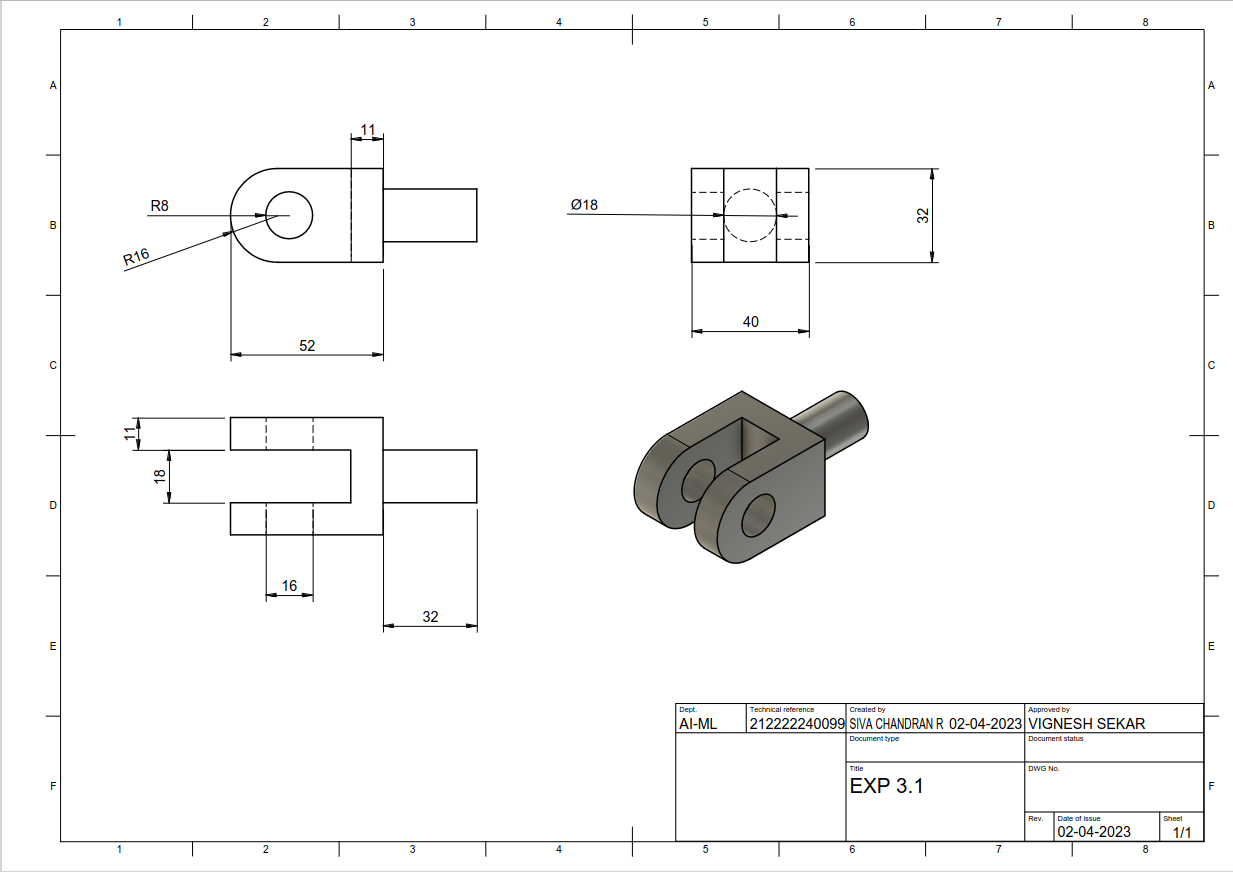 1 2 3 4 5 6 7 8
A A
11
R8
Ø18
B B
32
R16
40
52
C C
11
18
D D
16
32
E E
Dept. Technical reference Created by Approved by
AI-ML 212222240099 SIVA CHANDRAN R 02-04-2023 VIGNESH SEKAR
Document type Document status
Title DWG No.
EXP 3.1
F F
Rev. Date of issue Sheet
02-04-2023 1/1
1 2 3 4 5 6 7 8